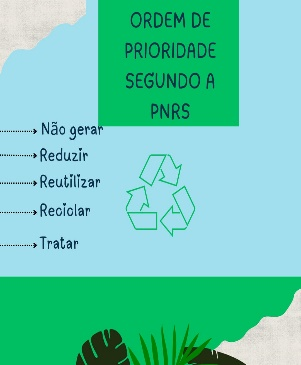 ORDEM DE
PRIORIDADE
SEGUNDO A
PNRS
Não gerar
Reduzir
Reutilizar
Reciclar
Tratar